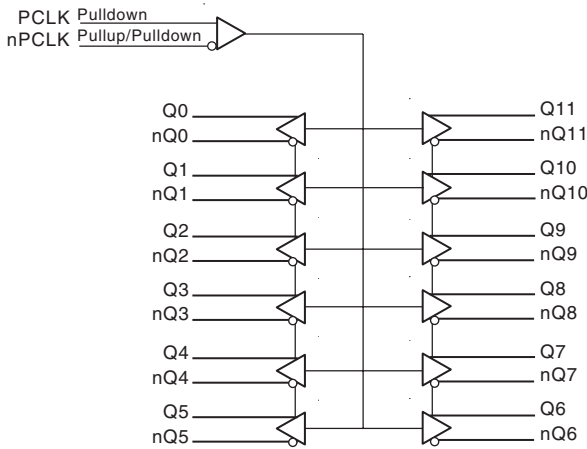 PCLK Pulldown
nPCLK Pullup/Pulldown
Q0 Q11
nQ0 nQ11
Q1 Q10
nQ1 nQ10
Q2 Q9
nQ2 nQ9
Q3 Q8
nQ3 nQ8
Q4 Q7
nQ4 nQ7
Q5 Q6
nQ5 nQ6